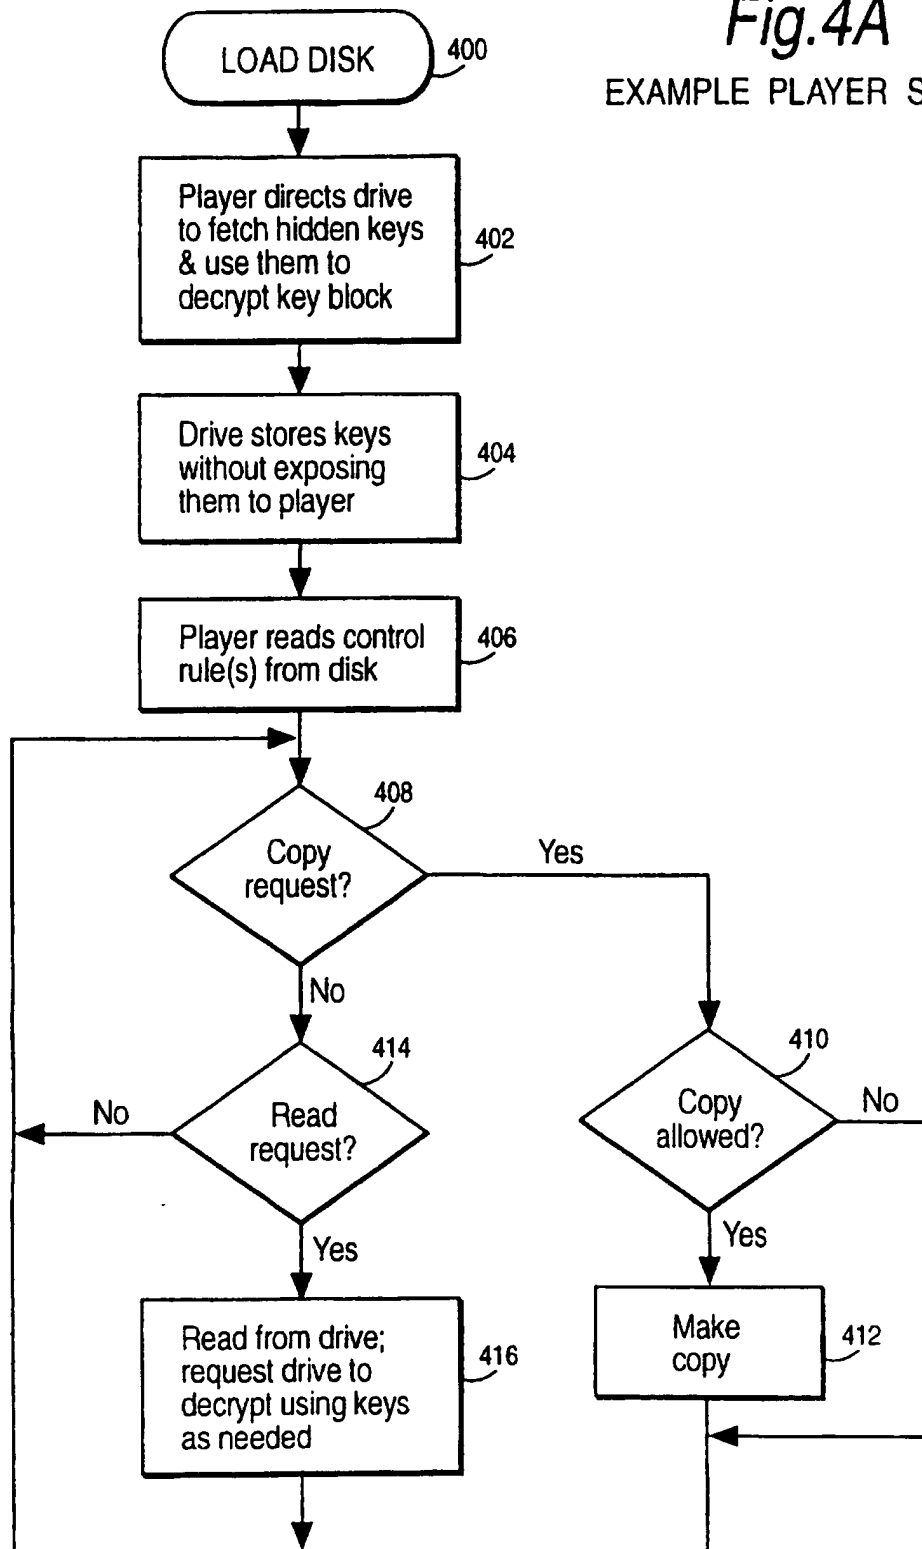 Fig.4A
EXAMPLE PLAYER S
LOAD DISK
400
Player directs drive
to fetch hidden keys
& use them to
decrypt key block
402
Drive stores keys
without exposing
them to player
404
Player reads control
rule(s) from disk
406
408
Copy
request?
Yes
No
414
410
No
Read
request?
Copy
allowed?
No
Yes
Yes
Read from drive;
request drive to
decrypt using keys
as needed
416
Make
copy
412